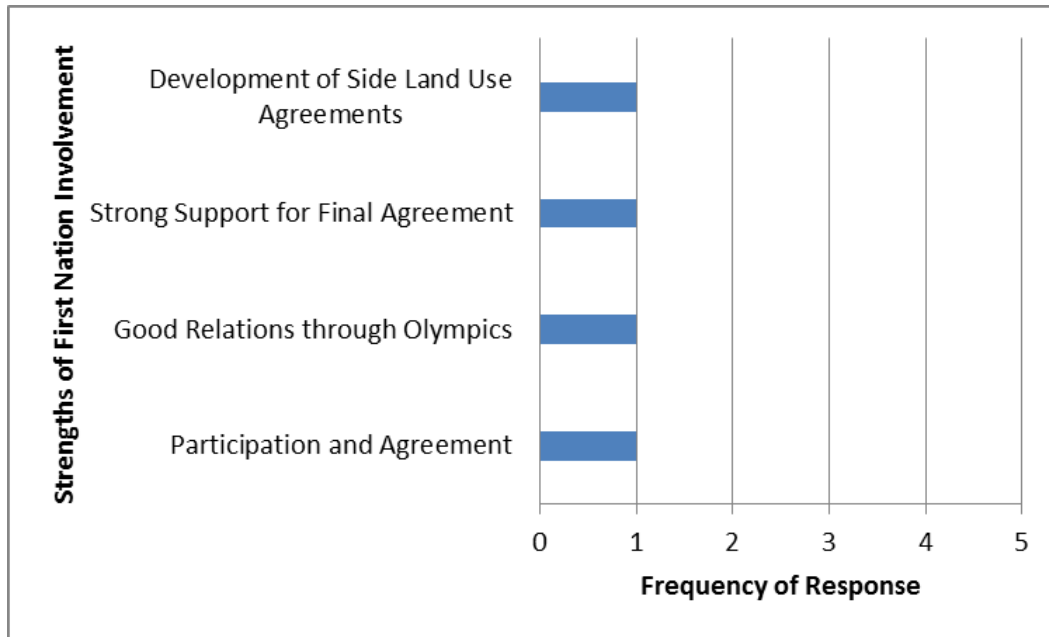 Strengths of First Nation Involvement
Development of Side Land Use
Agreements
Strong Support for Final Agreement
Good Relations through Olympics
Participation and Agreement
0 1 2 3 4 5
Frequency of Response